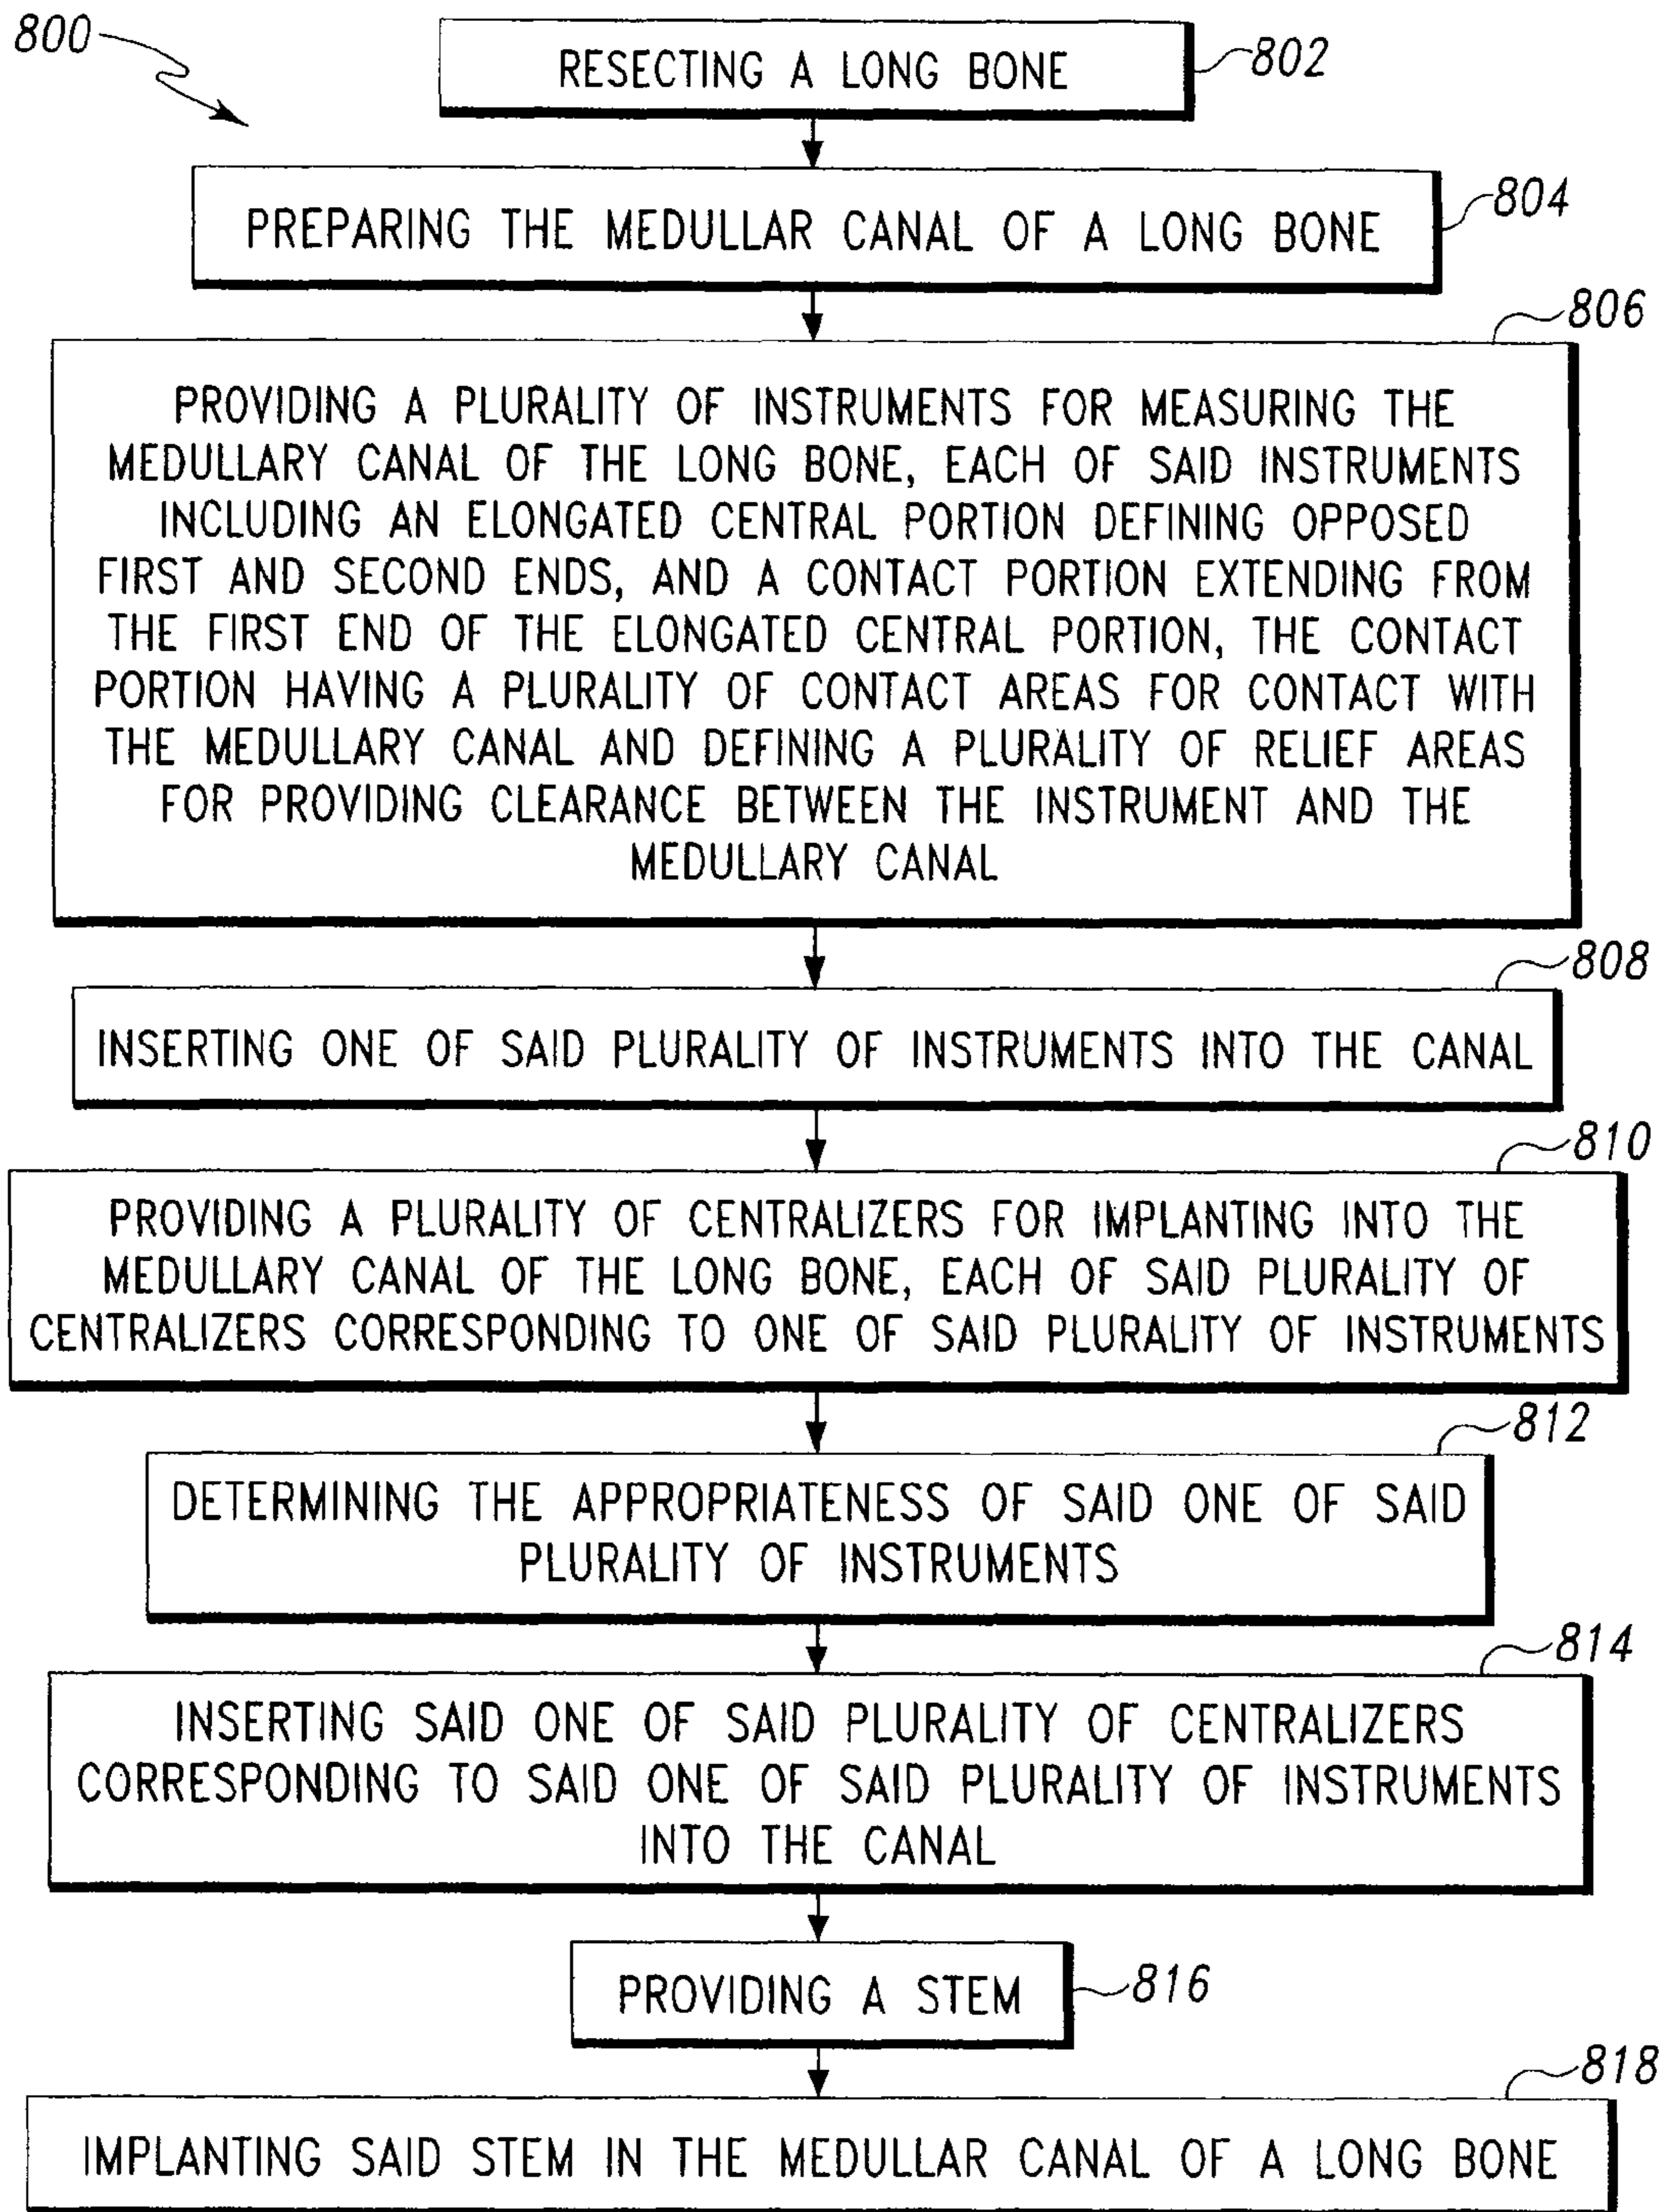 800
RESECTING A LONG BONE
802
PREPARING THE MEDULLAR CANAL OF A LONG BONE
804
806
PROVIDING A PLURALITY OF INSTRUMENTS FOR MEASURING THE
MEDULLARY CANAL OF THE LONG BONE, EACH OF SAID INSTRUMENTS
INCLUDING AN ELONGATED CENTRAL PORTION DEFINING OPPOSED
FIRST AND SECOND ENDS, AND A CONTACT PORTION EXTENDING FROM
THE FIRST END OF THE ELONGATED CENTRAL PORTION, THE CONTACT
PORTION HAVING A PLURALITY OF CONTACT AREAS FOR CONTACT WITH
THE MEDULLARY CANAL AND DEFINING A PLURALITY OF RELIEF AREAS
FOR PROVIDING CLEARANCE BETWEEN THE INSTRUMENT AND THE
MEDULLARY CANAL
808
INSERTING ONE OF SAID PLURALITY OF INSTRUMENTS INTO THE CANAL
810
PROVIDING A PLURALITY OF CENTRALIZERS FOR IMPLANTING INTO THE
MEDULLARY CANAL OF THE LONG BONE, EACH OF SAID PLURALITY OF
CENTRALIZERS CORRESPONDING TO ONE OF SAID PLURALITY OF INSTRUMENTS
812
DETERMINING THE APPROPRIATENESS OF SAID ONE OF SAID
PLURALITY OF INSTRUMENTS
814
INSERTING SAID ONE OF SAID PLURALITY OF CENTRALIZERS
CORRESPONDING TO SAID ONE OF SAID PLURALITY OF INSTRUMENTS
INTO THE CANAL
PROVIDING A STEM
816
818
IMPLANTING SAID STEM IN THE MEDULLAR CANAL OF A LONG BONE